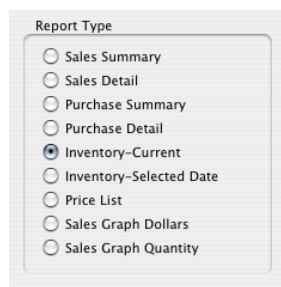 Report Type
Sales Summary
Sales Detail
Purchase Summary
Purchase Detail
Inventory-Current
Inventory-Selected Date
Price List
Sales Graph Dollars
Sales Graph Quantity